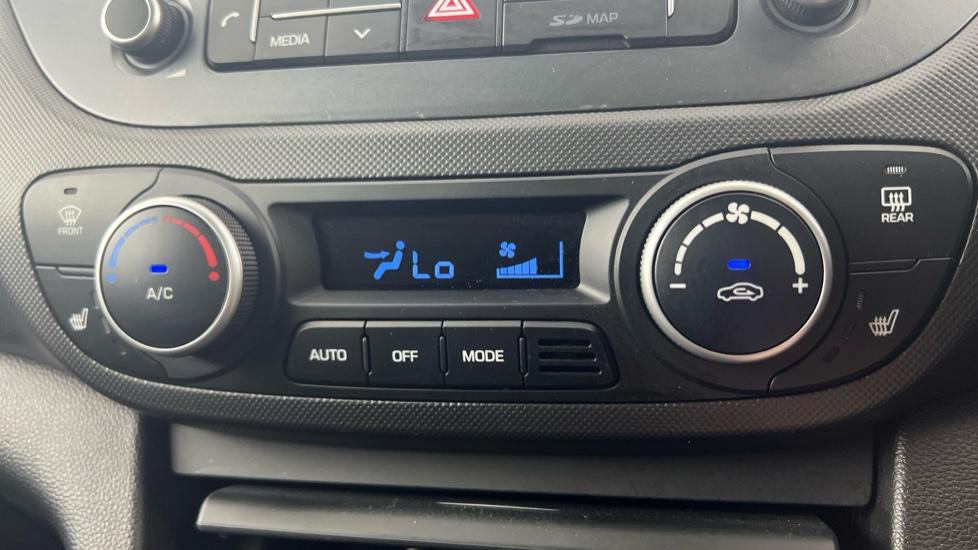 MEDIA
SD MAP
FRONT
A/C
Lo
- +
REAR
AUTO
OFF
MODE